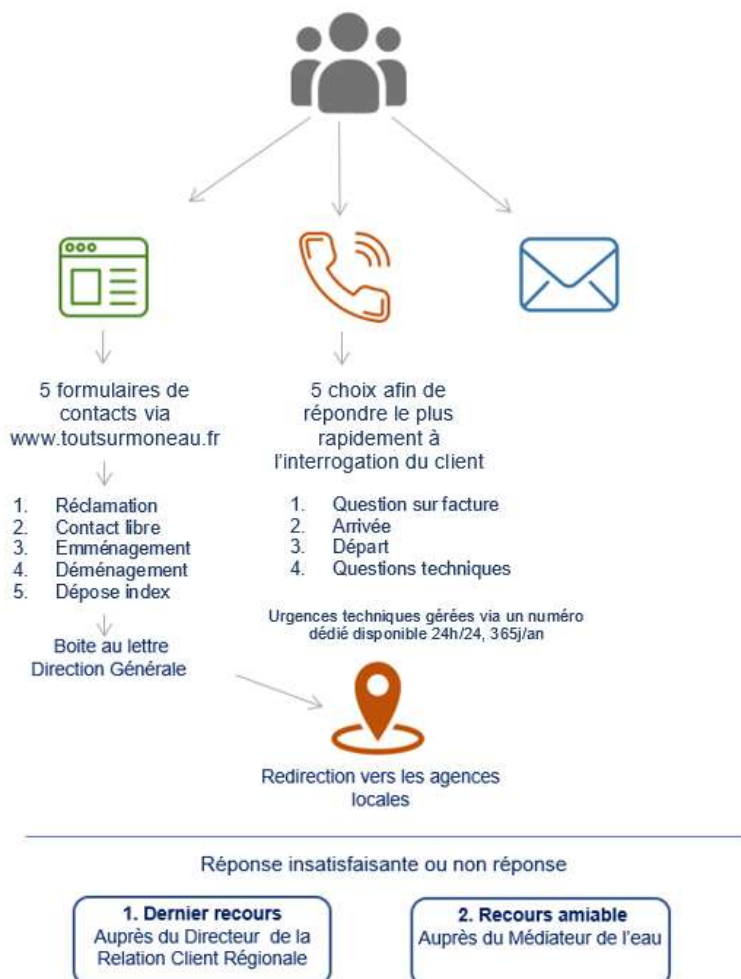 5 formulaires de
contacts via
www.toutsurmoneau.fr
1. Réclamation
2. Contact libre
3. Emménagement
4. Déménagement
5. Dépose index
Boite au lettre
Direction Générale
5 choix afin de
répondre le plus
rapidement à
l'interrogation du client
1. Question sur facture
2. Arrivée
3. Départ
4. Questions techniques
Urgences techniques gérées via un numéro
dédié disponible 24h/24, 365j/an
Redirection vers les agences
locales
Réponse insatisfaisante ou non réponse
1. Dernier recours
Auprès du Directeur de la
Relation Client Régionale
2. Recours amiable
Auprès du Médiateur de l'eau